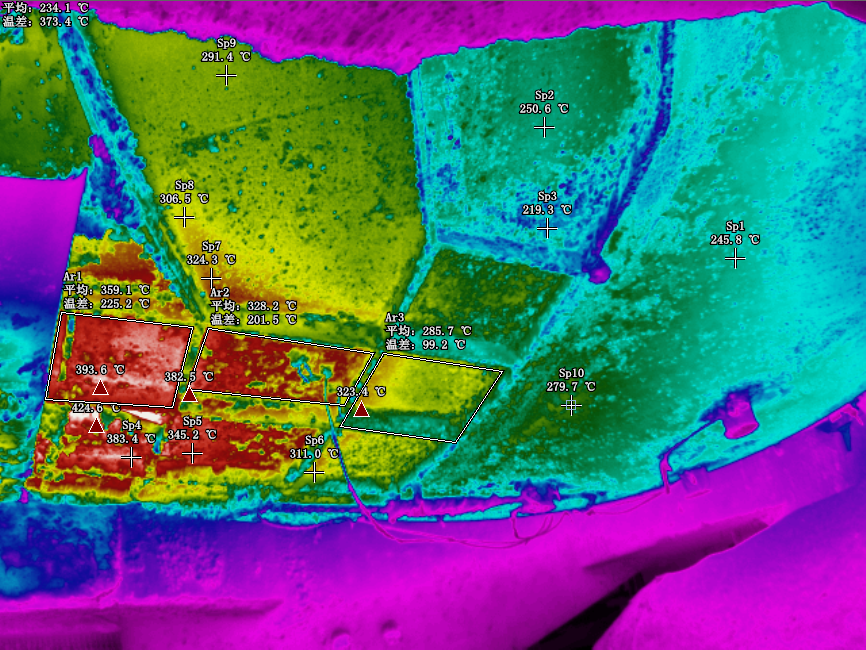 平均: 234.1 ℃
温差: 373.4 ℃
Sp9
291.4 ℃
Sp2
250.6 ℃
Sp8
306.5 ℃
Sp3
219.3 ℃
Sp1
245.8 ℃
Sp7
324.3 ℃
Ar1
平均: 359.1 ℃
温差: 225.2 ℃
Ar2
平均: 328.2 ℃
温差: 201.5 ℃
Ar3
平均: 285.7 ℃
温差: 99.2 ℃
393.6 ℃
382.5 ℃
323.4 ℃
Sp10
279.7 ℃
424.6 ℃
Sp4
383.4 ℃
Sp5
345.2 ℃
Sp6
311.0 ℃